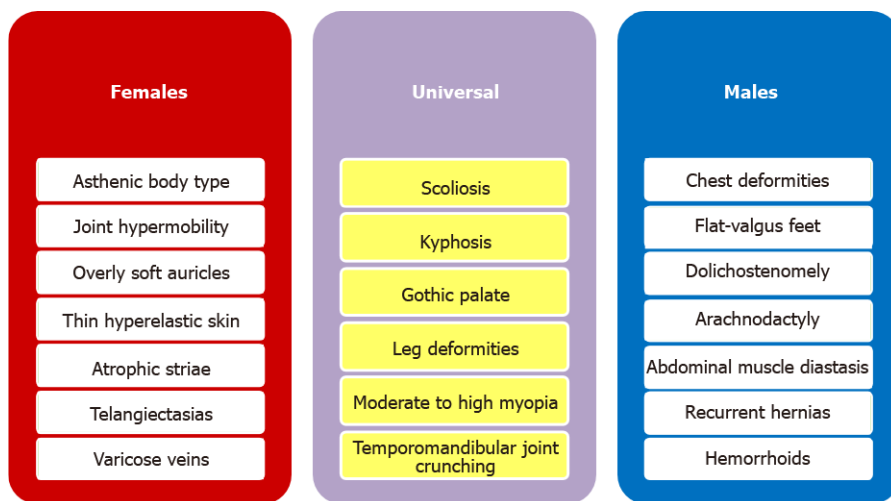 Females
Asthenic body type
Joint hypermobility
Overly soft auricles
Thin hyperelastic skin
Atrophic striae
Telangiectasias
Varicose veins
Universal
Scoliosis
Kyphosis
Gothic palate
Leg deformities
Moderate to high myopia
Temporomandibular joint
crunching
Males
Chest deformities
Flat-valgus feet
Dolichostenomely
Arachnodactyly
Abdominal muscle diastasis
Recurrent hernias
Hemorrhoids